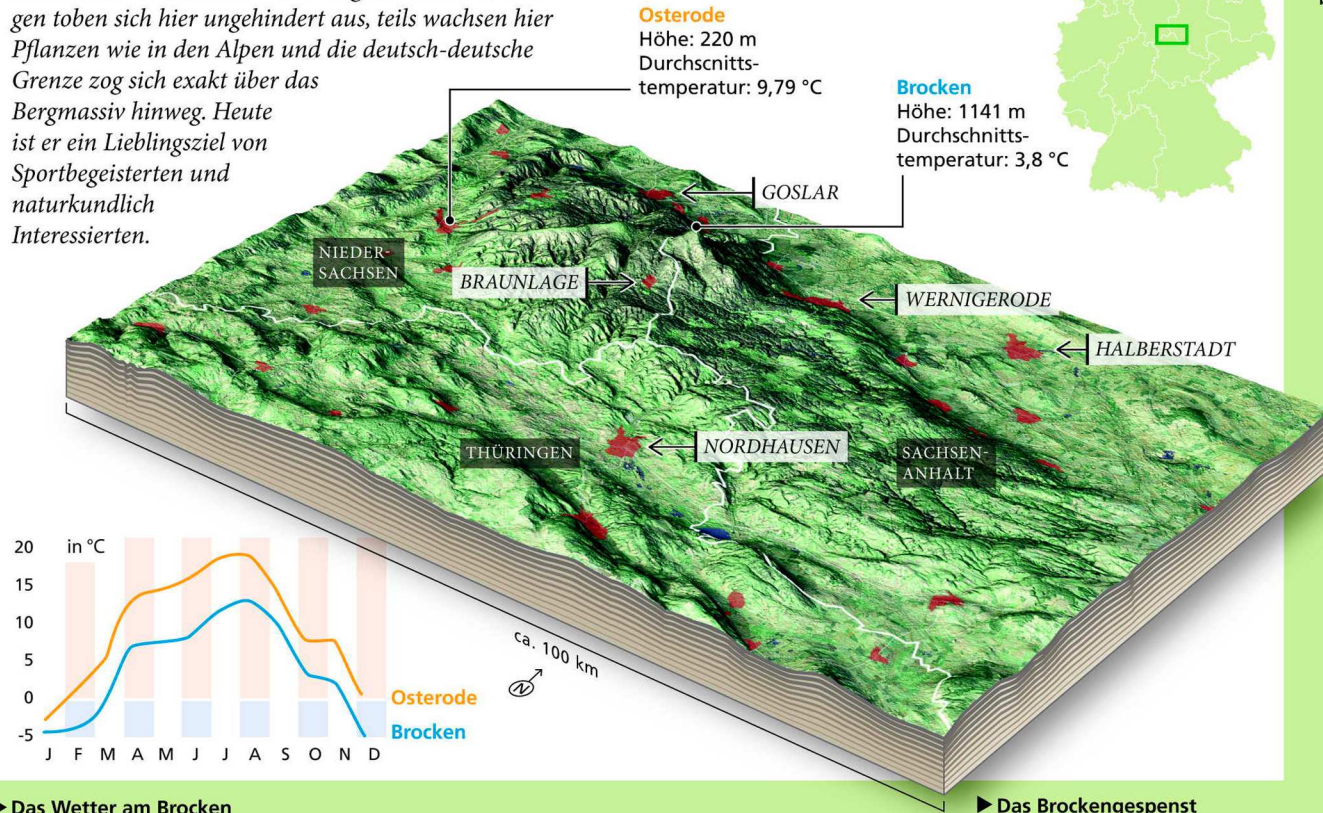 gen toben sich hier ungehindert aus, teils wachsen hier
Pflanzen wie in den Alpen und die deutsch-deutsche
Grenze zog sich exakt über das
Bergmassiv hinweg. Heute
ist er ein Lieblingsziel von
Sportbegeisterten und
naturkundlich
Interessierten.
Osterode
Höhe: 220 m
Durchscnitts-
temperatur: 9,79 °C
Brocken
Höhe: 1141 m
Durchschnitts-
temperatur: 3,8 °C
GOSLAR
NIEDER-
SACHSEN
BRAUNLAGE
WERNIGERODE
HALBERSTADT
THÜRINGEN
NORDHAUSEN
SACHSEN-
ANHALT
ca. 100 km
N
in °C
20
15
10
5
0
-5
Osterode
Brocken
J F M A M J J A S O N D
▶ Das Wetter am Brocken
▶ Das Brockengespenst